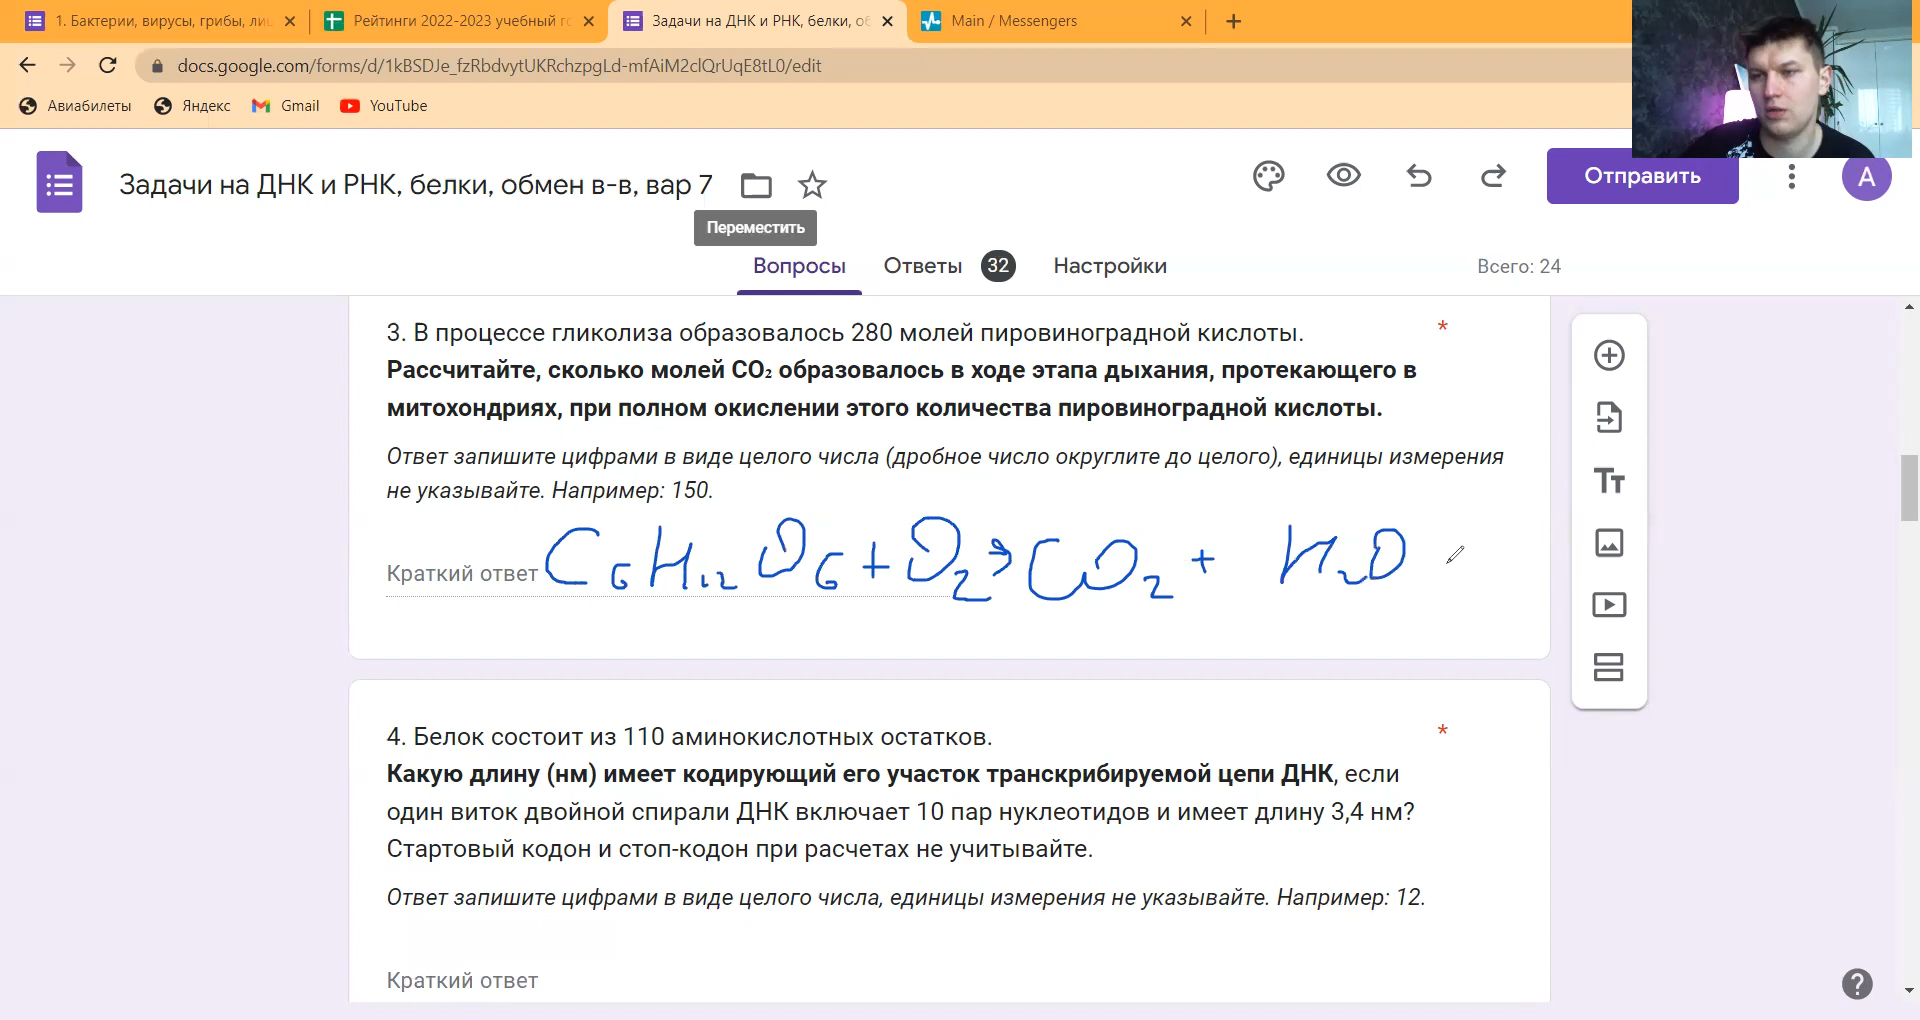 1. Бактерии, вирусы, грибы, ли
Рейтинги 2022-2023 учебный г
Задачи на ДНК и РНК, белки, о
Main / Messengers
docs.google.com/forms/d/1kBSDJe_fzRbdvytUKRchzpgLd-mfAiM2clQrUqE8tL0/edit
Авиабилеты
Яндекс
Gmail
YouTube
Задачи на ДНК и РНК, белки, обмен в-в, вар 7
Отправить
А
Переместить
Вопросы
Ответы 32
Настройки
Всего: 24
3. В процессе гликолиза образовалось 280 молей пировиноградной кислоты. *
Рассчитайте, сколько молей СО₂ образовалось в ходе этапа дыхания, протекающего в
митохондриях, при полном окислении этого количества пировиноградной кислоты.
Ответ запишите цифрами в виде целого числа (дробное число округлите до целого), единицы измерения
не указывайте. Например: 150.
Краткий ответ
C₆H₁₂O₆ + O₂ → CO₂ + H₂O
4. Белок состоит из 110 аминокислотных остатков. *
Какую длину (нм) имеет кодирующий его участок транскрибируемой цепи ДНК, если
один виток двойной спирали ДНК включает 10 пар нуклеотидов и имеет длину 3,4 нм?
Стартовый кодон и стоп-кодон при расчетах не учитывайте.
Ответ запишите цифрами в виде целого числа, единицы измерения не указывайте. Например: 12.
Краткий ответ